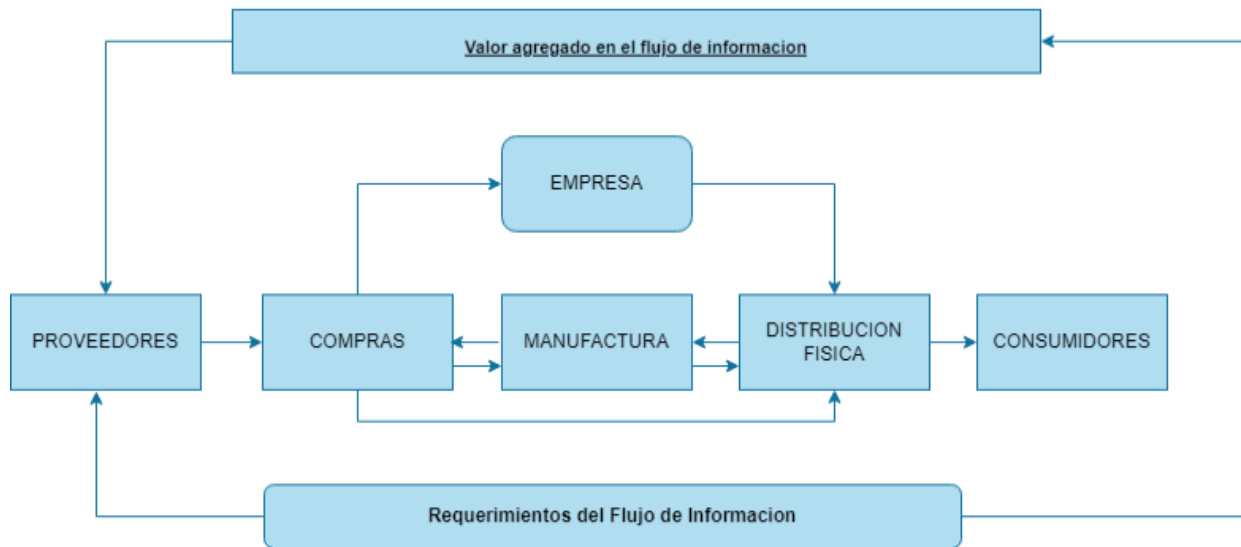 Valor agregado en el flujo de informacion
EMPRESA
PROVEEDORES
COMPRAS
MANUFACTURA
DISTRIBUCION
FISICA
CONSUMIDORES
Requerimientos del Flujo de Informacion